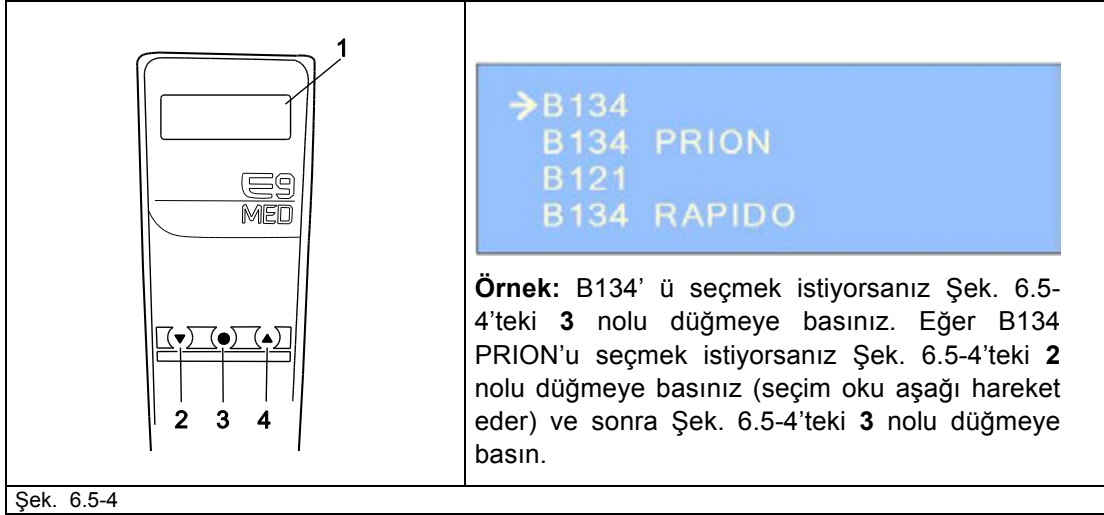 1
E9
MED
2 3 4
→B134
B134 PRION
B121
B134 RAPIDO
Örnek: B134’ ü seçmek istiyorsanız Şek. 6.5-
4’teki 3 nolu düğmeye basınız. Eğer B134
PRION’u seçmek istiyorsanız Şek. 6.5-4’teki 2
nolu düğmeye basınız (seçim oku aşağı hareket
eder) ve sonra Şek. 6.5-4’teki 3 nolu düğmeye
basın.
Şek. 6.5-4